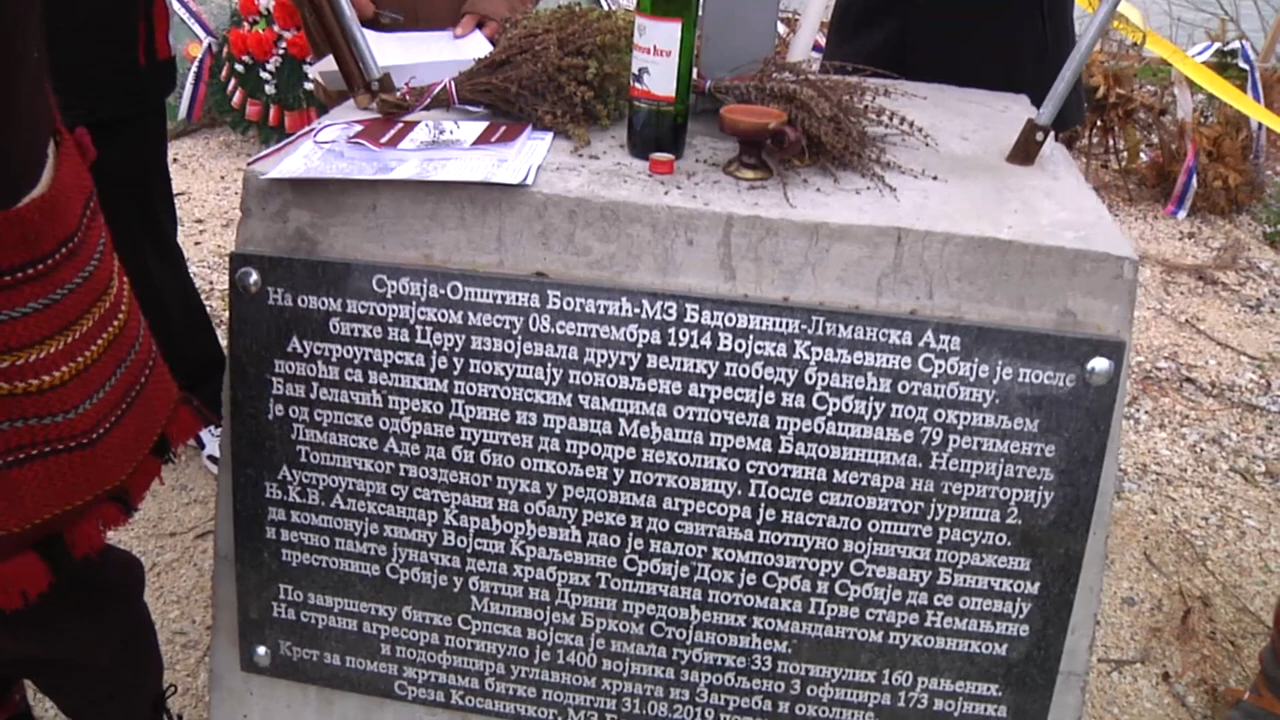 Србија-Општина Богатић-МЗ Бадовинци-Лиманска Ада
На овом историјском месту 08.септембра 1914 Војска Краљевине Србије је после
битке на Церу извојевала другу велику победу бранећи отаџбину.
Аустроугарска је у покушају поновљене агресије на Србију под окривљем
поноћи са великим понтонским чамцима отпочела пребацивање 79 регименте
Бан Јелачић преко Дрине из правца Међаша према Бадовинцима. Непријатељ
је од српске одбране пуштен да продре неколико стотина метара на територију
Лиманске Аде да би био опкољен у потковицу. После силовитог јуриша 2.
Топличког гвозденог пука у редовима агресора је настало опште расуло.
Аустроугари су сатерани на обалу реке и до свитања потпуно војнички поражени
Њ.К.В. Александар Карађорђевић дао је налог композитору Стевану Биничком
да компонује химну Војсци Краљевине Србије"Док је Срба и Србије да се опевају
и вечно памте јуначка дела храбрих Топличана потомака Прве старе Немањине
престонице Србије у битци на Дрини предовђених командантом пуковником
Миливојем Брком Стојановићем."
По завршетку битке Српска војска је имала губитке:33 погинулих 160 рањених.
На страни агресора погинуло је 1400 војника заробљено 3 официра 173 војника
и подофицира углавном хрвата из Загреба и околине.
Крст за помен жртвама битке подигли 31.08.2019
Среза Косаничког, МЗ